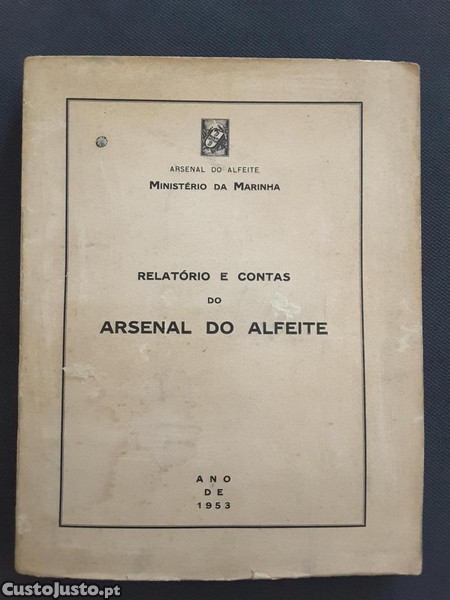 ARSENAL DO ALFEITE
MINISTÉRIO DA MARINHA
RELATÓRIO E CONTAS
DO
ARSENAL DO ALFEITE
ANO
DE
1953
CustoJusto.pt